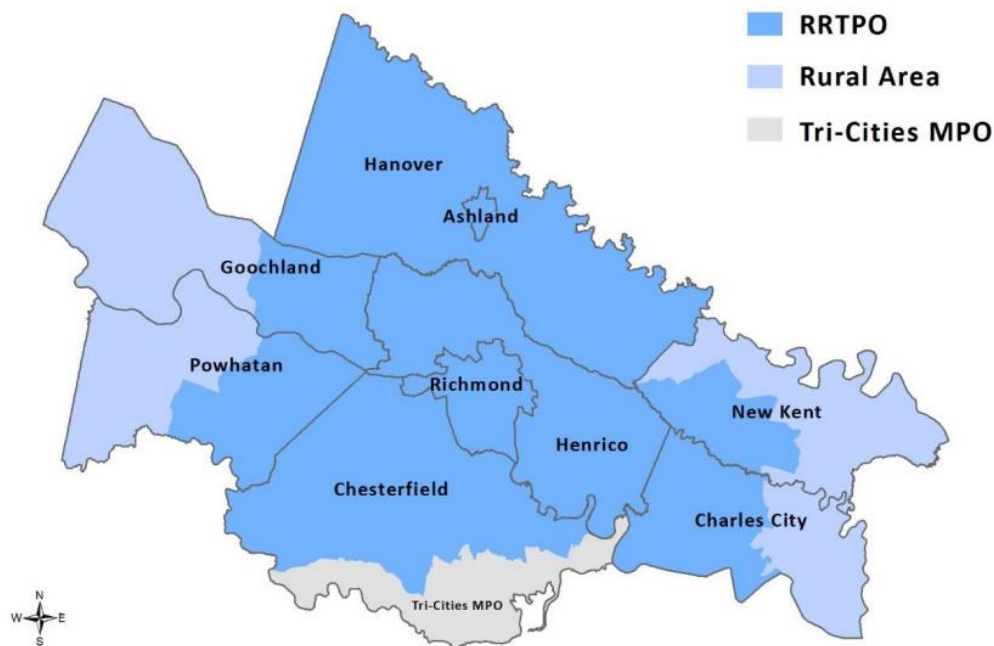 RRTPO
Rural Area
Tri-Cities MPO
Hanover
Ashland
Goochland
Powhatan
Richmond
New Kent
Henrico
Chesterfield
Charles City
Tri-Cities MPO
N
W E
S